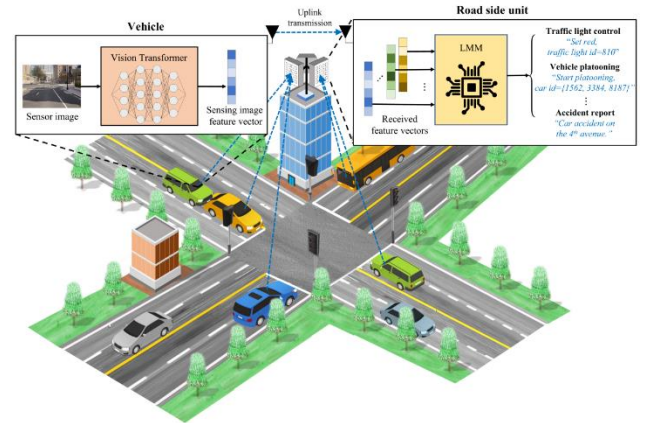 Vehicle
Vision Transformer
Sensor image
Sensing image
feature vector
Uplink
transmission
Road side unit
LMM
Received
feature vectors
Traffic light control
"Set red,
traffic light id=816"
Vehicle platooning
"Start platooning,
car id={1562, 3384, 8187}"
Accident report
"Car accident on
the 4th avenue."